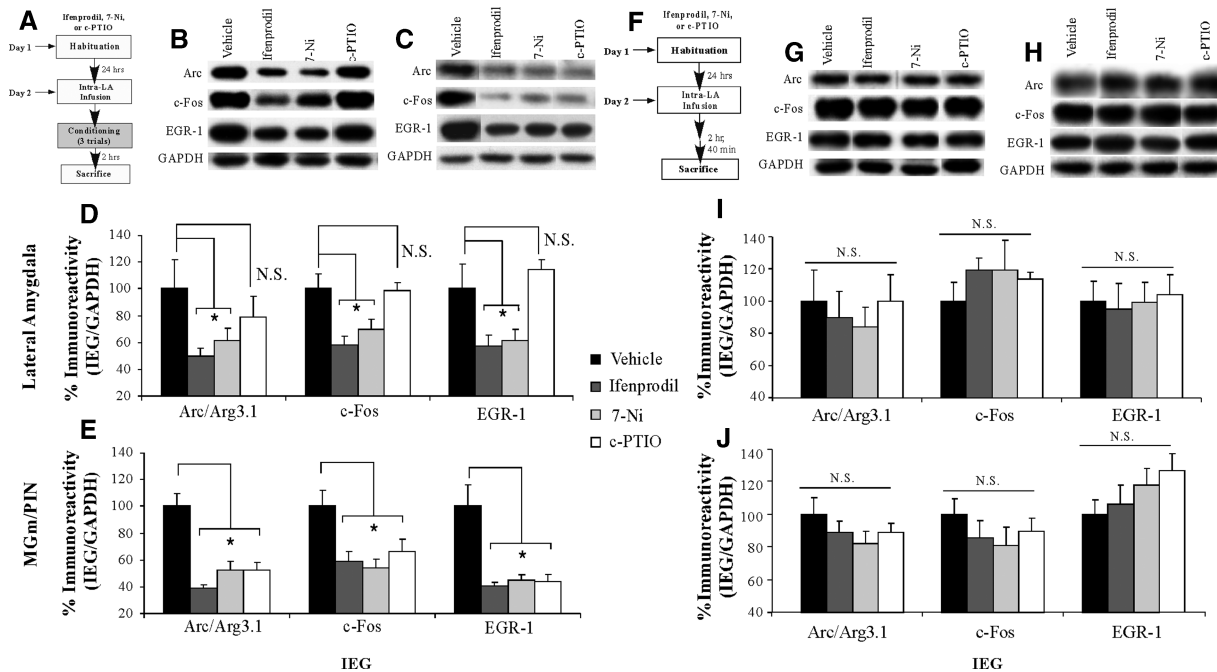 A
Ifenprodil, 7-Ni,
or c-PTIO
Day 1
Habituation
24 hrs
Day 2
Intra-LA
Infusion
Conditioning
(3 trials)
2 hrs
Sacrifice
B
Vehicle
Ifenprodil
7-Ni
c-PTIO
Arc
c-Fos
EGR-1
GAPDH
C
Vehicle
Ifenprodil
7-Ni
c-PTIO
Arc
c-Fos
EGR-1
GAPDH
F
Ifenprodil, 7-Ni,
or c-PTIO
Day 1
Habituation
24 hrs
Day 2
Intra-LA
Infusion
2 hr,
40 min
Sacrifice
G
Vehicle
Ifenprodil
7-Ni
c-PTIO
Arc
c-Fos
EGR-1
GAPDH
H
Vehicle
Ifenprodil
7-Ni
c-PTIO
Arc
c-Fos
EGR-1
GAPDH
D
Lateral Amygdala
% Immunoreactivity
(IEG/GAPDH)
140
120
100
80
60
40
20
*
N.S.
*
N.S.
*
N.S.
Arc/Arg3.1
c-Fos
EGR-1
Vehicle
Ifenprodil
7-Ni
c-PTIO
E
MGm/PIN
% Immunoreactivity
(IEG/GAPDH)
140
120
100
80
60
40
20
*
*
*
Arc/Arg3.1
c-Fos
EGR-1
IEG
I
%Immunoreactivity
(IEG/GAPDH)
140
120
100
80
60
40
N.S.
N.S.
N.S.
Arc/Arg3.1
c-Fos
EGR-1
J
%Immunoreactivity
(IEG/GAPDH)
140
120
100
80
60
40
N.S.
N.S.
N.S.
Arc/Arg3.1
c-Fos
EGR-1
IEG